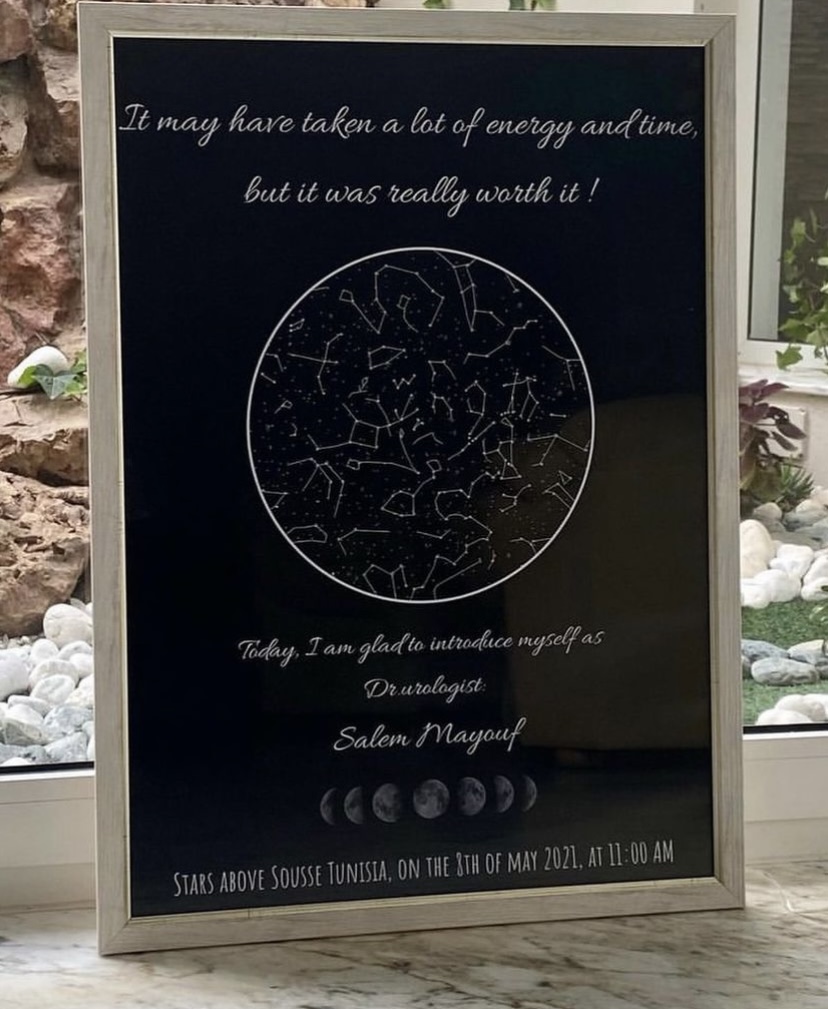 It may have taken a lot of energy and time,
but it was really worth it !
Today, I am glad to introduce myself as
Dr.urologist:
Salem Mayouf
Stars above Sousse Tunisia, on the 8th of may 2021, at 11:00 AM